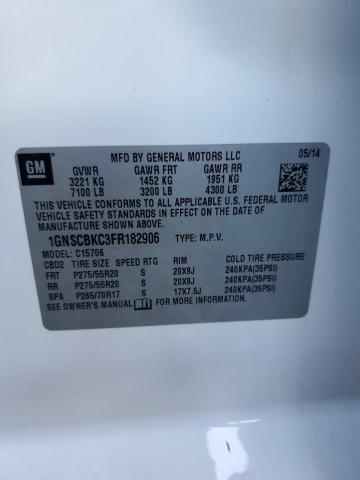 GM
MFD BY GENERAL MOTORS LLC 05/14
GVWR GAWR FRT GAWR RR
3221 KG 1452 KG 1951 KG
7100 LB 3200 LB 4300 LB
THIS VEHICLE CONFORMS TO ALL APPLICABLE U.S. FEDERAL MOTOR
VEHICLE SAFETY AND THEFT PREVENTION STANDARDS IN EFFECT ON THE DATE OF
MANUFACTURE SHOWN ABOVE.
1GNSCBKC3FR182906 TYPE: M.P.V.
MODEL: C15706
CBD2 TIRE SIZE SPEED RTG RIM COLD TIRE PRESSURE
FRT P275/55R20 S 20X9J 240KPA(35PSI)
RR P275/55R20 S 20X9J 240KPA(35PSI)
SPA P265/70R17 S 17X7.5J 240KPA(35PSI)
SEE OWNER'S MANUAL FOR MORE INFORMATION